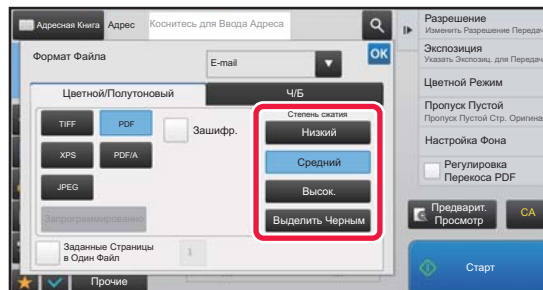 Адресная Книга
Адрес
Коснитесь для Ввода Адреса
Разрешение
Изменить Разрешение Передач
Формат Файла
E-mail
OK
Экспозиция
Указать Экспозиц. для Передач
Цветной/Полутоновый
Ч/Б
Цветной Режим
Степень сжатия
TIFF
PDF
Зашифр.
Низкий
Пропуск Пустой
Пропуск Пустой Стр. Оригина
XPS
PDF/A
Средний
Настройка Фона
JPEG
Высок.
Регулировка
Перекоса PDF
Запрограммированно
Выделить Черным
Предварит.
Просмотр
CA
Заданные Страницы
в Один Файл
1
Старт
Прочие